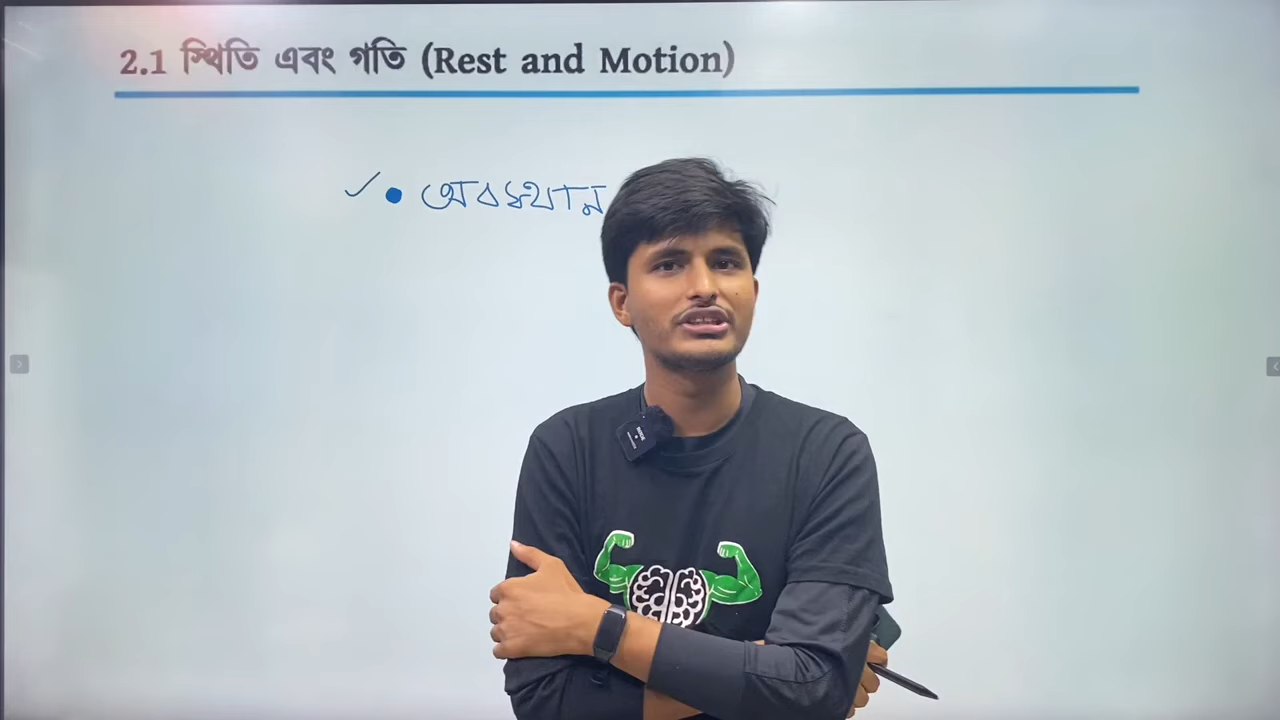 2.1 স্থিতি এবং গতি (Rest and Motion)
✓ • অবস্থান